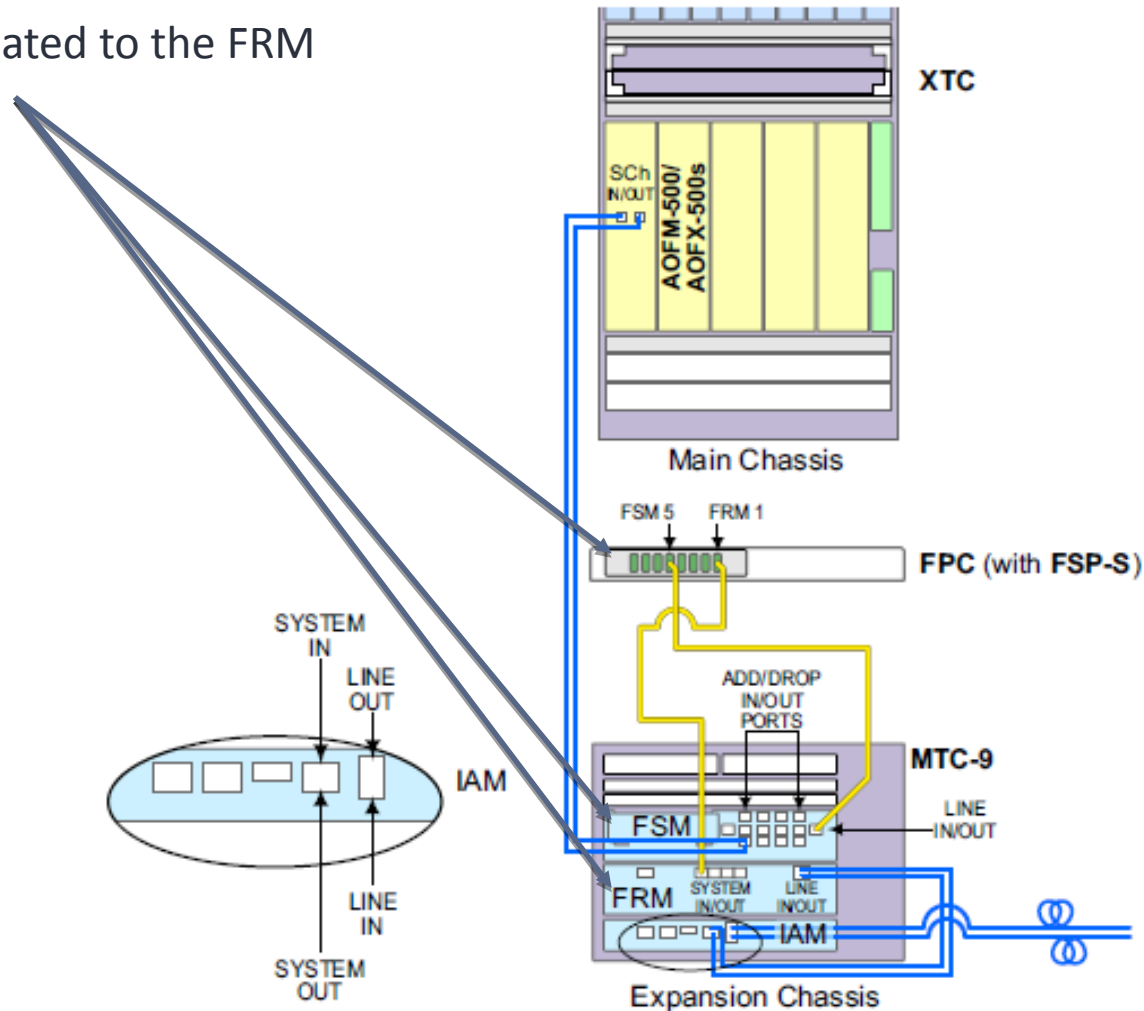 ated to the FRM
XTC
SCh
IN/OUT
AOFM-500/
AOFX-500s
Main Chassis
FSM 5
FRM 1
FPC (with FSP-S)
SYSTEM
IN
LINE
OUT
IAM
LINE
IN
SYSTEM
OUT
ADD/DROP
IN/OUT
PORTS
MTC-9
FSM
LINE
IN/OUT
FRM
SYSTEM
IN/OUT
LINE
IN/OUT
IAM
Expansion Chassis